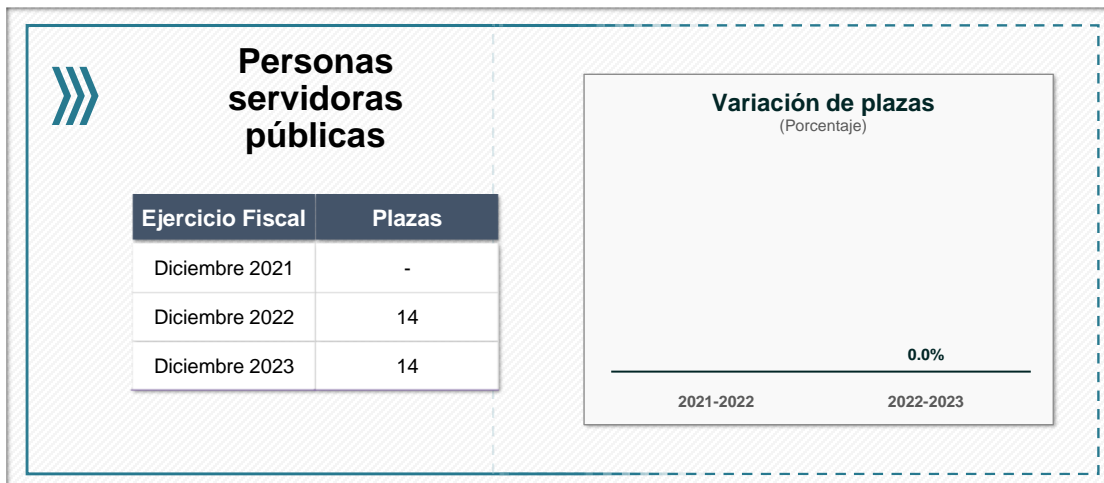 Personas
servidoras
públicas
Ejercicio Fiscal Plazas
Diciembre 2021 -
Diciembre 2022 14
Diciembre 2023 14
Variación de plazas
(Porcentaje)
0.0%
2021-2022 2022-2023